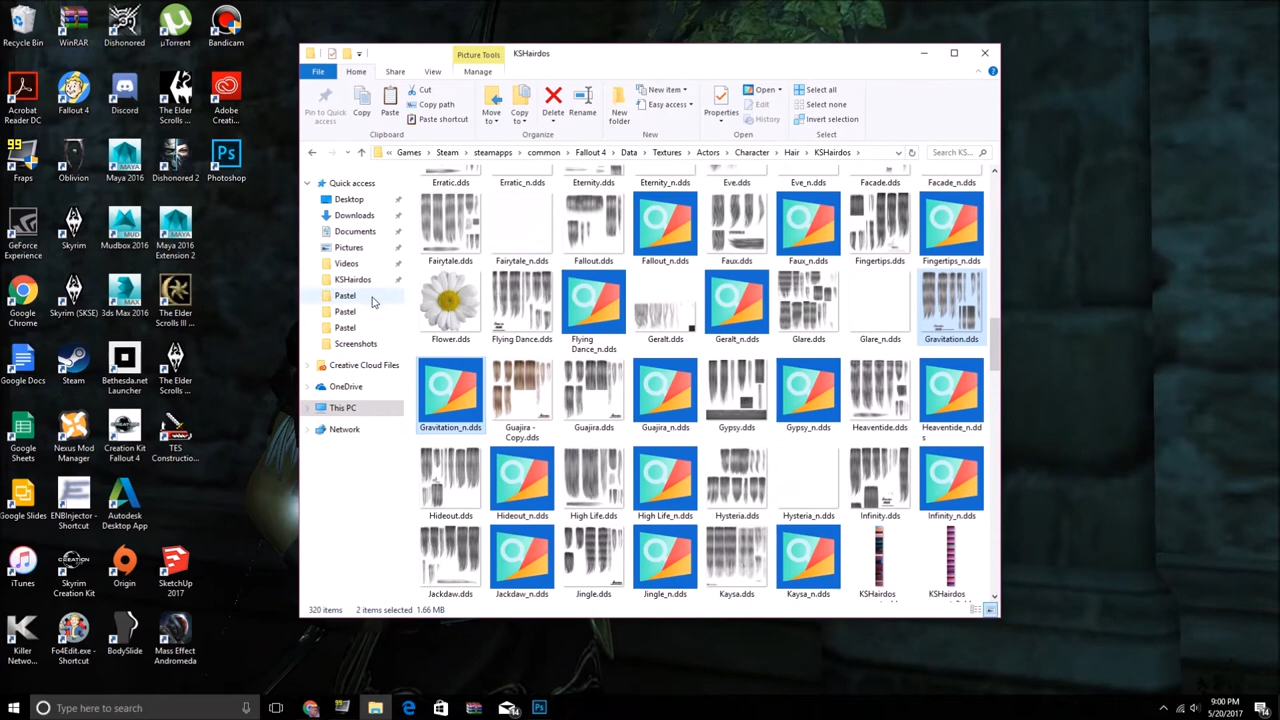 Recycle Bin
WinRAR
Dishonored
µTorrent
Bandicam
Acrobat
Reader DC
Fallout 4
Discord
The Elder
Scrolls ...
Adobe
Creati...
99
Fraps
Oblivion
Maya 2016
Dishonored 2
Photoshop
GeForce
Experience
Skyrim
Mudbox 2016
Maya 2016
Extension 2
Google
Chrome
Skyrim (SKSE)
3ds Max 2016
The Elder
Scrolls III ...
Google Docs
Steam
Bethesda.net
Launcher
The Elder
Scrolls ...
Google
Sheets
Nexus Mod
Manager
Creation Kit
Fallout 4
TES
Constructio...
Google Slides
ENBInjector -
Shortcut
Autodesk
Desktop App
iTunes
Skyrim
Creation Kit
Origin
SketchUp
2017
Killer
Netwo...
Fo4Edit.exe -
Shortcut
BodySlide
Mass Effect
Andromeda
Picture Tools
KSHairdos
File
Home
Share
View
Manage
Pin to Quick
access
Copy
Paste
Cut
Copy path
Paste shortcut
Clipboard
Move
to
Copy
to
Delete
Rename
Organize
New
folder
New item
Easy access
New
Properties
Open
Edit
History
Open
Select all
Select none
Invert selection
Select
« Games > Steam > steamapps > common > Fallout 4 > Data > Textures > Actors > Character > Hair > KSHairdos >
Search KS...
Quick access
Desktop
Downloads
Documents
Pictures
Videos
KSHairdos
Pastel
Pastel
Pastel
Screenshots
Creative Cloud Files
OneDrive
This PC
Network
Erratic.dds
Erratic_n.dds
Eternity.dds
Eternity_n.dds
Eve.dds
Eve_n.dds
Facade.dds
Facade_n.dds
Fairytale.dds
Fairytale_n.dds
Fallout.dds
Fallout_n.dds
Faux.dds
Faux_n.dds
Fingertips.dds
Fingertips_n.dds
Flower.dds
Flying Dance.dds
Flying
Dance_n.dds
Geralt.dds
Geralt_n.dds
Glare.dds
Glare_n.dds
Gravitation.dds
Gravitation_n.dds
Guajira -
Copy.dds
Guajira.dds
Guajira_n.dds
Gypsy.dds
Gypsy_n.dds
Heaventide.dds
Heaventide_n.dd
s
Hideout.dds
Hideout_n.dds
High Life.dds
High Life_n.dds
Hysteria.dds
Hysteria_n.dds
Infinity.dds
Infinity_n.dds
Jackdaw.dds
Jackdaw_n.dds
Jingle.dds
Jingle_n.dds
Kaysa.dds
Kaysa_n.dds
KSHairdos
KSHairdos
320 items
2 items selected 1.66 MB
Type here to search
99
14
9:00 PM
5/20/2017
14